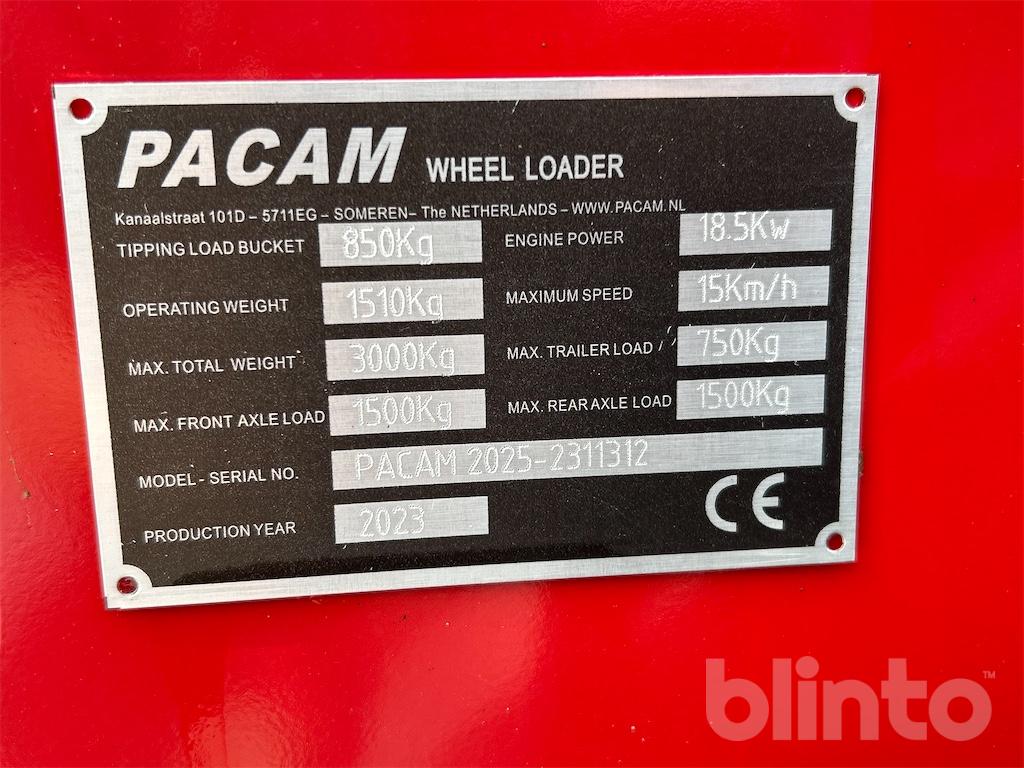 PACAM WHEEL LOADER
Kanaalstraat 101D – 5711EG – SOMEREN– The NETHERLANDS – WWW.PACAM.NL
TIPPING LOAD BUCKET 850Kg ENGINE POWER 18.5Kw
OPERATING WEIGHT 1510Kg MAXIMUM SPEED 15Km/h
MAX. TOTAL WEIGHT 3000Kg MAX. TRAILER LOAD 750Kg
MAX. FRONT AXLE LOAD 1500Kg MAX. REAR AXLE LOAD 1500Kg
MODEL - SERIAL NO. PACAM 2025-2311312
PRODUCTION YEAR 2023 CE
blinto™